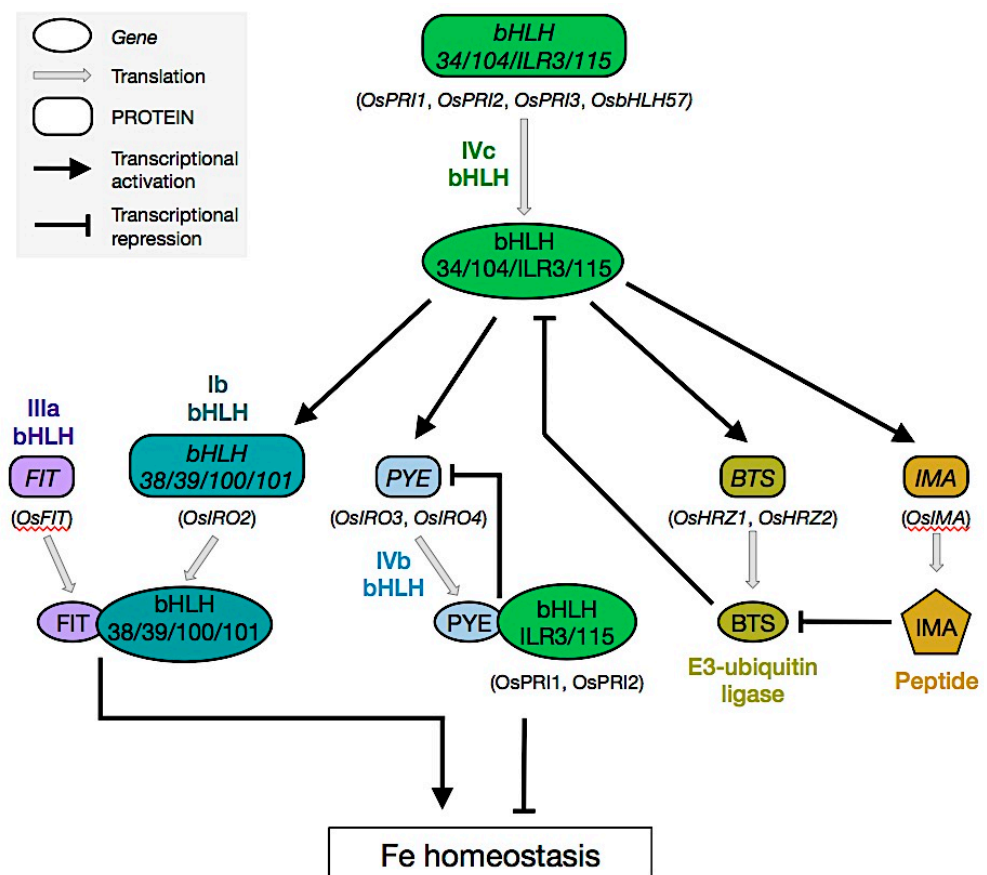 Gene
Translation
PROTEIN
Transcriptional
activation
Transcriptional
repression
bHLH
34/104/ILR3/115
(OsPRI1, OsPRI2, OsPRI3, OsbHLH57)
IVc
bHLH
bHLH
34/104/ILR3/115
IIIa
bHLH
Ib
bHLH
FIT
bHLH
38/39/100/101
PYE
BTS
IMA
(OsFIT)
(OsIRO2)
(OsIRO3, OsIRO4)
(OsHRZ1, OsHRZ2)
(OsIMA)
IVb
bHLH
FIT
bHLH
38/39/100/101
PYE
bHLH
ILR3/115
(OsPRI1, OsPRI2)
BTS
E3-ubiquitin
ligase
IMA
Peptide
Fe homeostasis